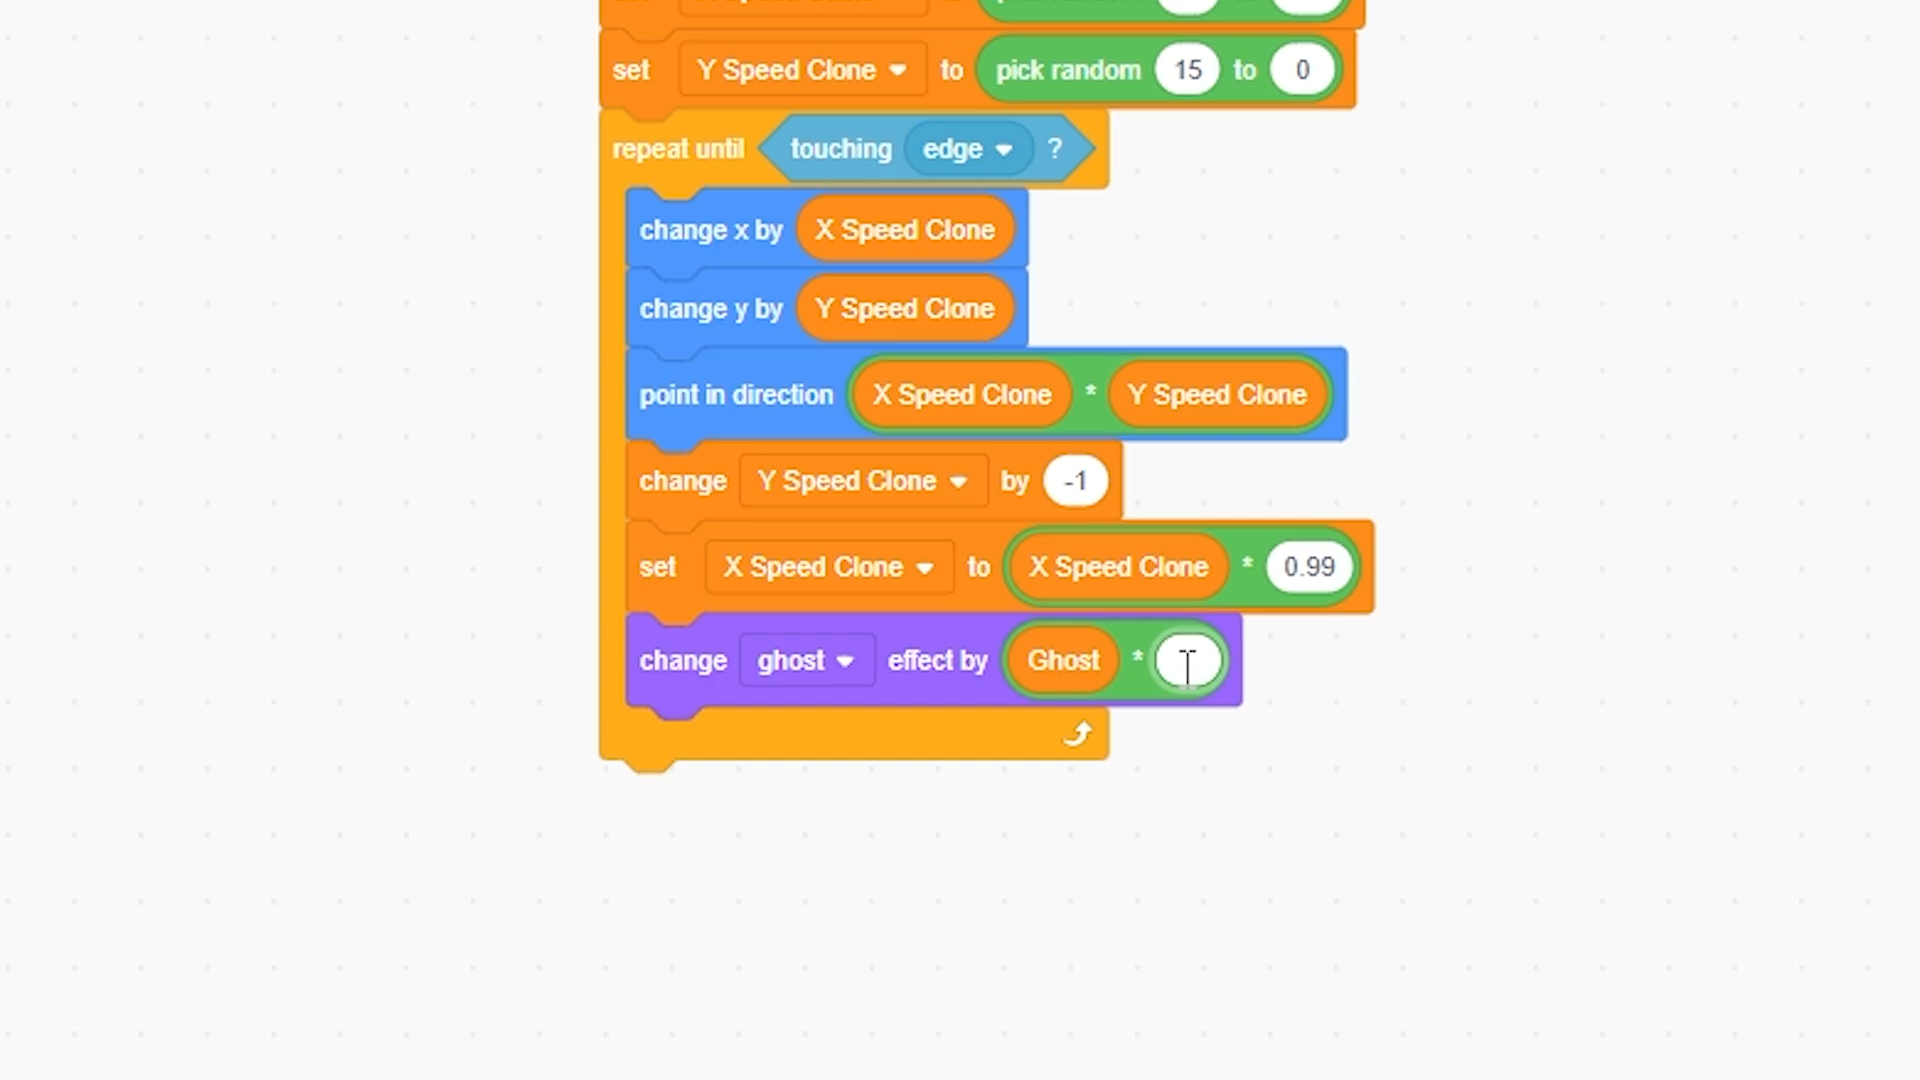 set Y Speed Clone to pick random 15 to 0
repeat until touching edge ?
change x by X Speed Clone
change y by Y Speed Clone
point in direction X Speed Clone * Y Speed Clone
change Y Speed Clone by -1
set X Speed Clone to X Speed Clone * 0.99
change ghost effect by Ghost *